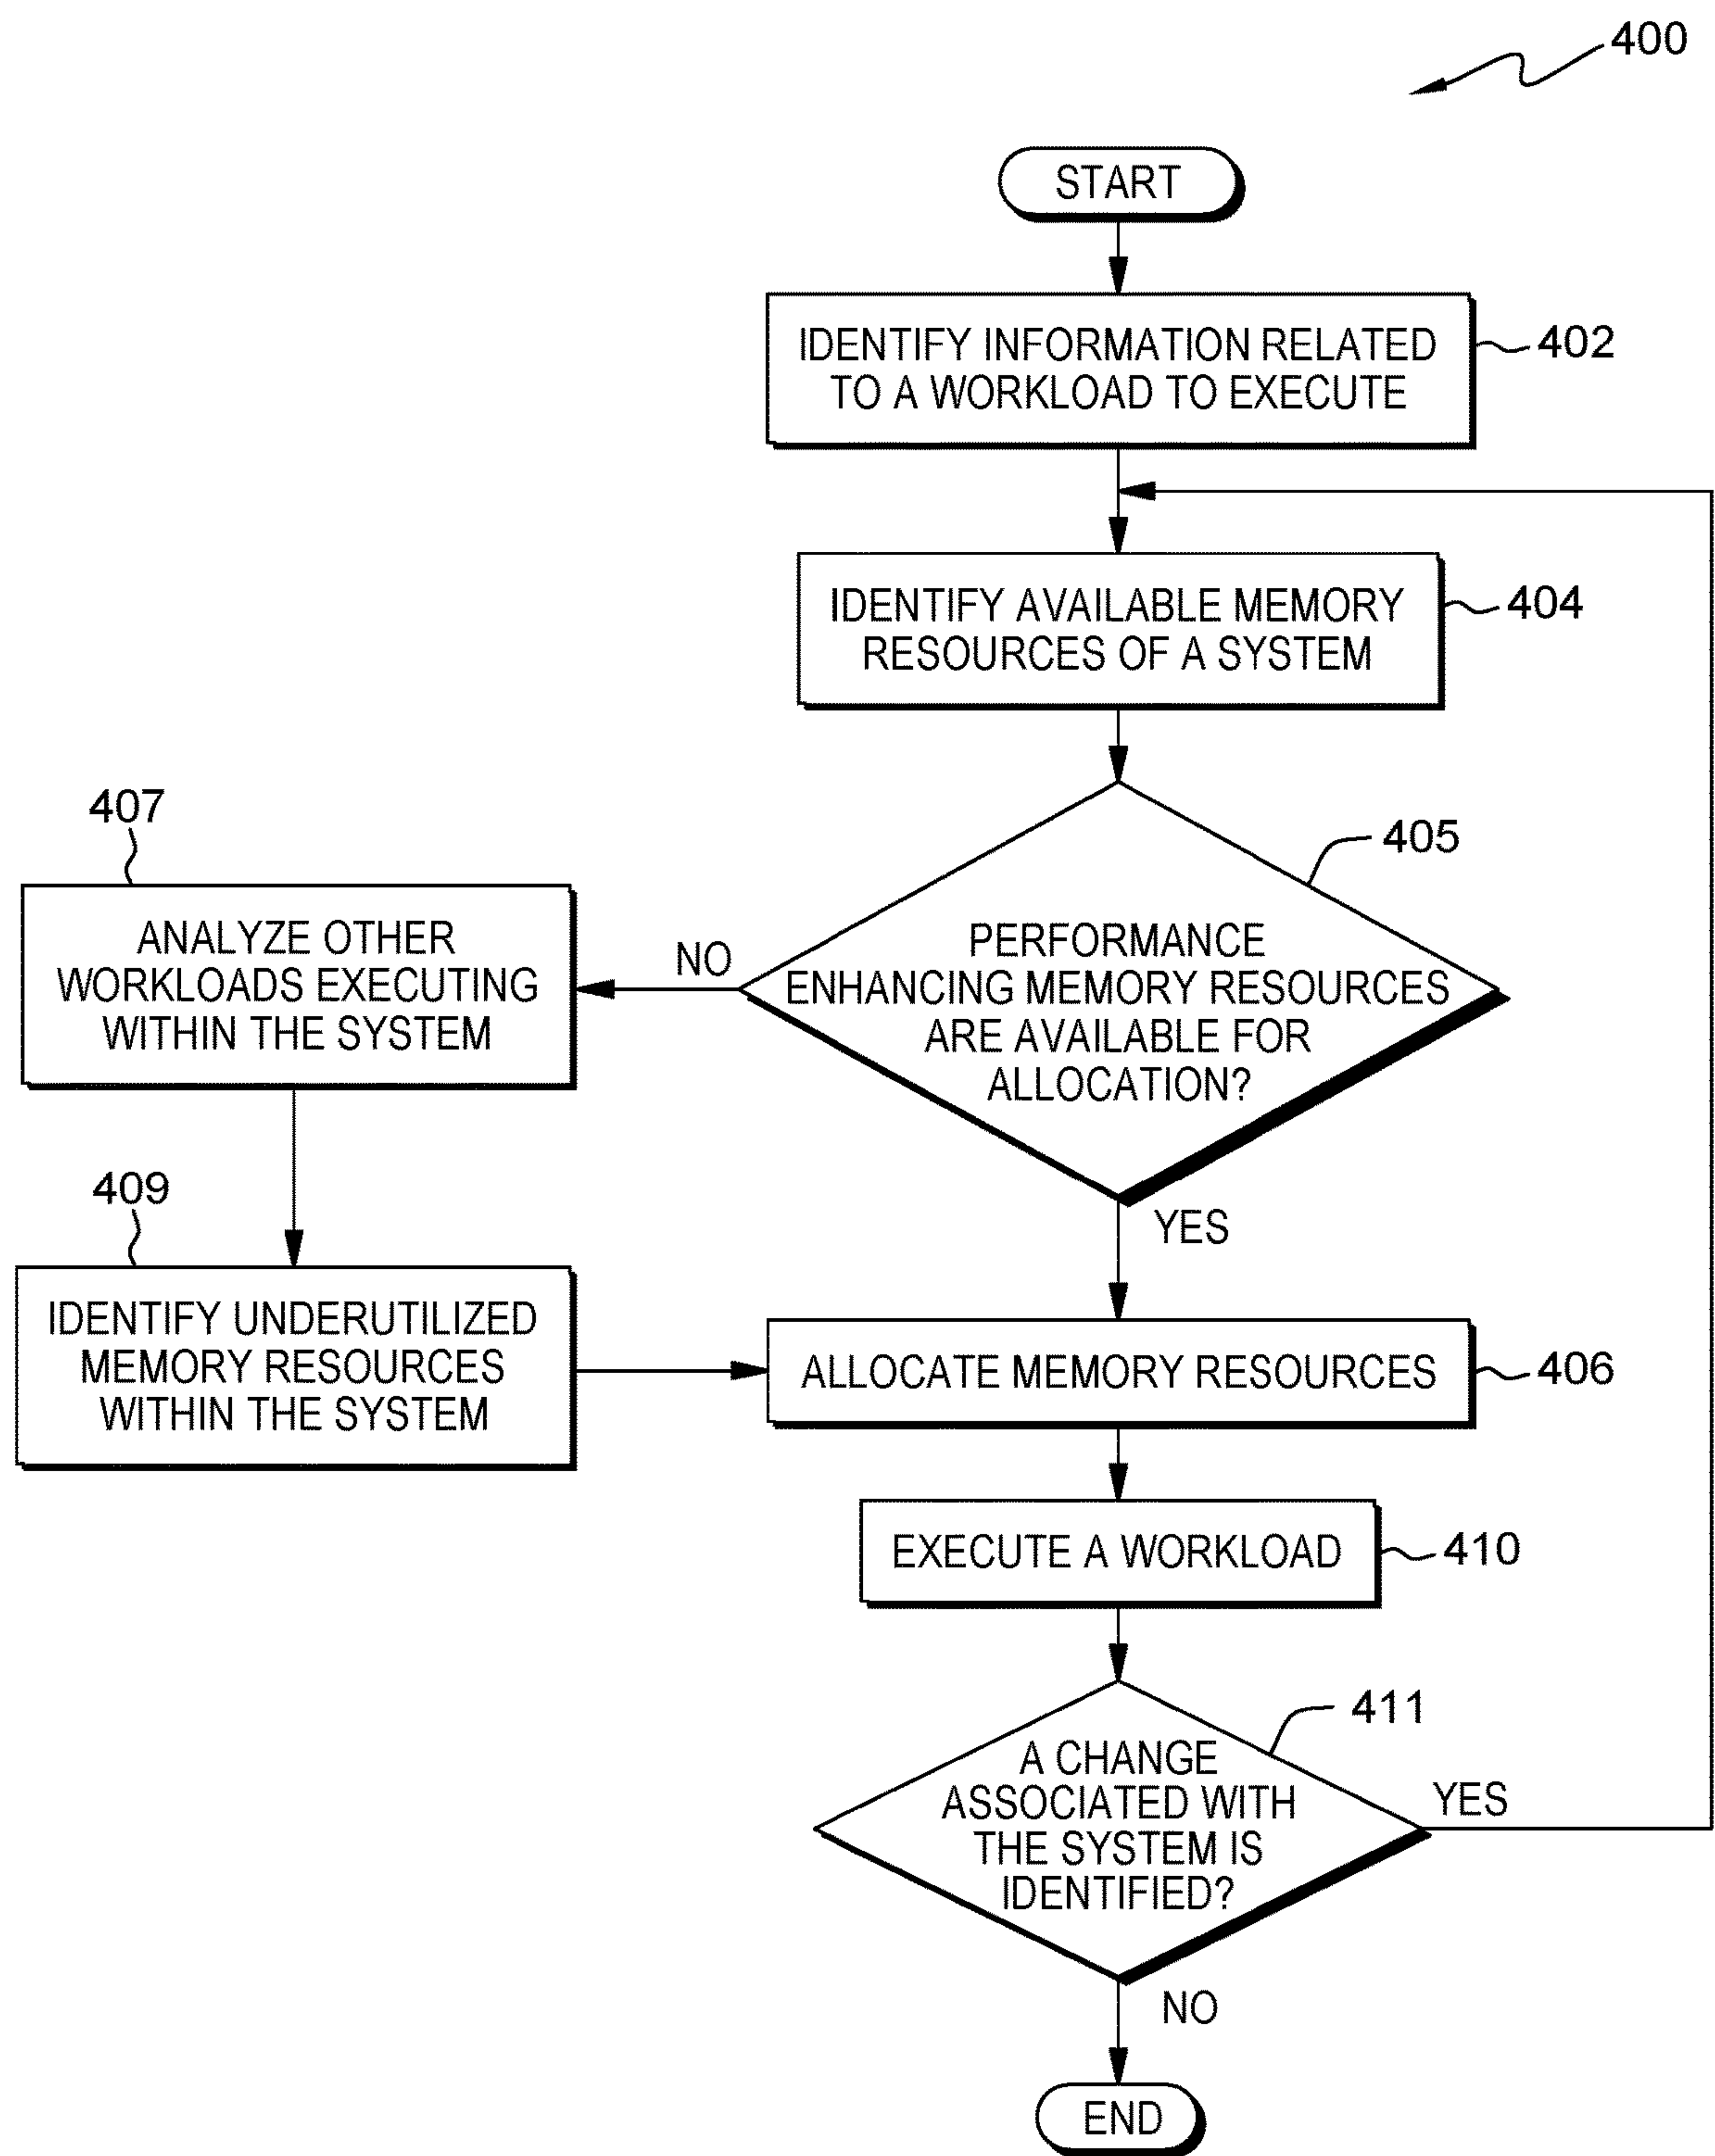 400
START
IDENTIFY INFORMATION RELATED
TO A WORKLOAD TO EXECUTE
402
IDENTIFY AVAILABLE MEMORY
RESOURCES OF A SYSTEM
404
405
PERFORMANCE
ENHANCING MEMORY RESOURCES
ARE AVAILABLE FOR
ALLOCATION?
NO
407
ANALYZE OTHER
WORKLOADS EXECUTING
WITHIN THE SYSTEM
409
IDENTIFY UNDERUTILIZED
MEMORY RESOURCES
WITHIN THE SYSTEM
YES
ALLOCATE MEMORY RESOURCES
406
EXECUTE A WORKLOAD
410
411
A CHANGE
ASSOCIATED WITH
THE SYSTEM IS
IDENTIFIED?
YES
NO
END